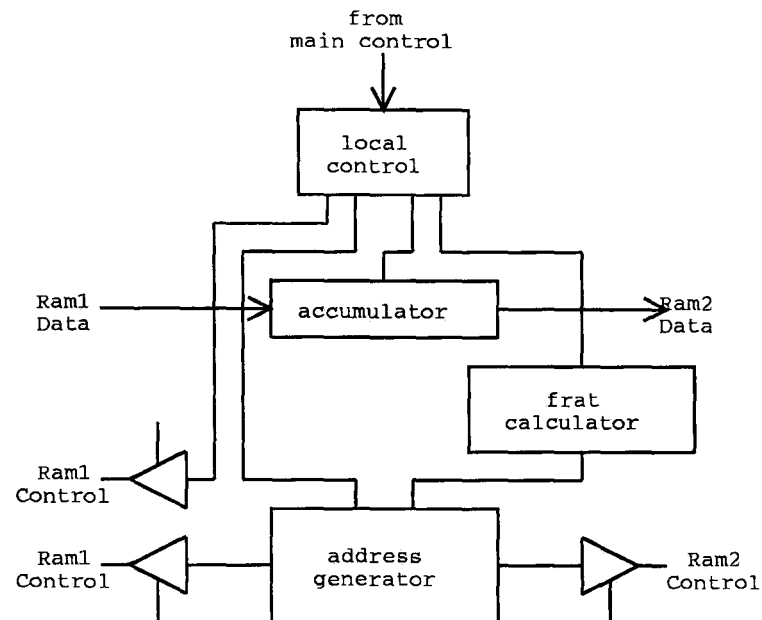 from
main control
local
control
Ram1
Data
accumulator
Ram2
Data
frat
calculator
Ram1
Control
Ram1
Control
address
generator
Ram2
Control